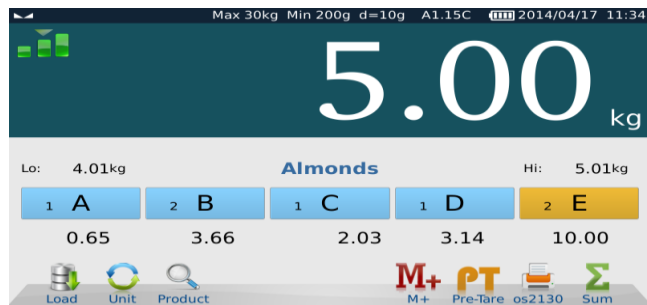 Max 30kg Min 200g d=10g A1.15C 2014/04/17 11:34
5.00 kg
Lo: 4.01kg Almonds Hi: 5.01kg
1 A 2 B 1 C 1 D 2 E
0.65 3.66 2.03 3.14 10.00
M+ PT Σ
Load Unit Product M+ Pre-Tare os2130 Sum